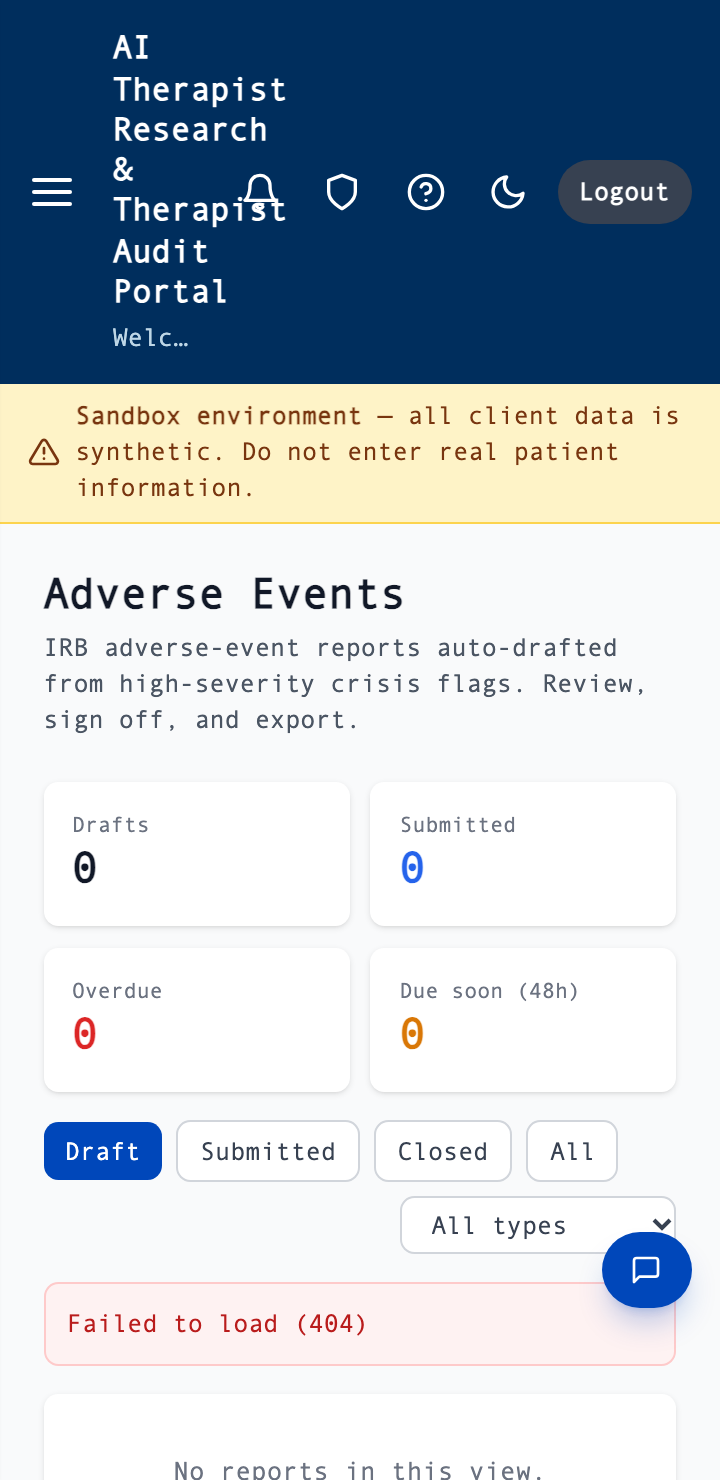 AI
Therapist
Research
&
Therapist
Audit
Portal
Welc…
Logout
Sandbox environment — all client data is
synthetic. Do not enter real patient
information.
Adverse Events
IRB adverse-event reports auto-drafted
from high-severity crisis flags. Review,
sign off, and export.
Drafts
0
Submitted
0
Overdue
0
Due soon (48h)
0
Draft
Submitted
Closed
All
All types
Failed to load (404)
No reports in this view.